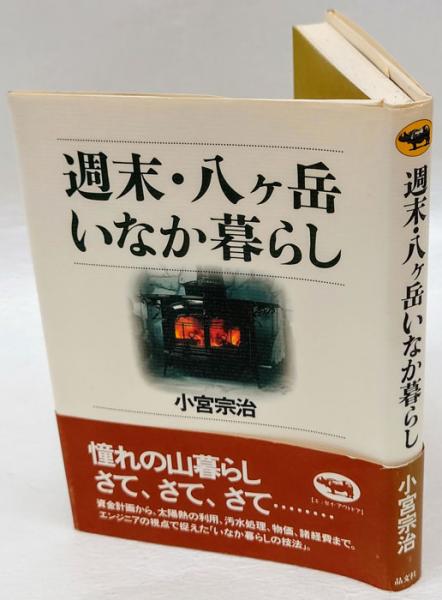 週末・八ヶ岳
いなか暮らし
小宮宗治
憧れの山暮らし
さて、さて、さて………
資金計画から、太陽熱の利用、汚水処理、物価、諸経費まで。
エンジニアの視点で捉えた「いなか暮らしの技法」。
週末・八ヶ岳いなか暮らし
小宮宗治
晶文社